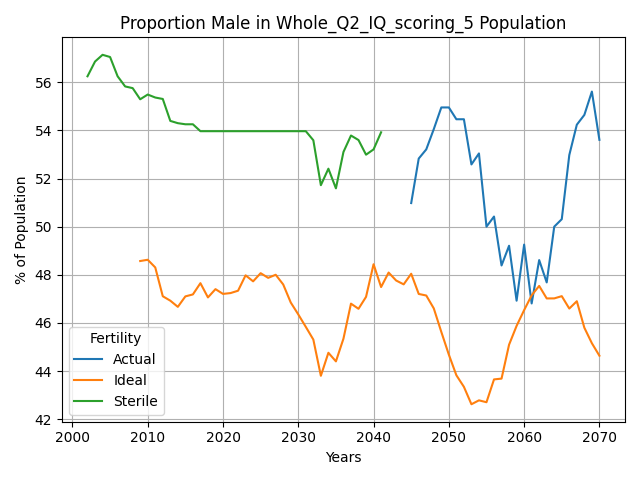 Proportion Male in Whole_Q2_IQ_scoring_5 Population
% of Population
56
54
52
50
48
46
44
42
Fertility
Actual
Ideal
Sterile
2000 2010 2020 2030 2040 2050 2060 2070
Years